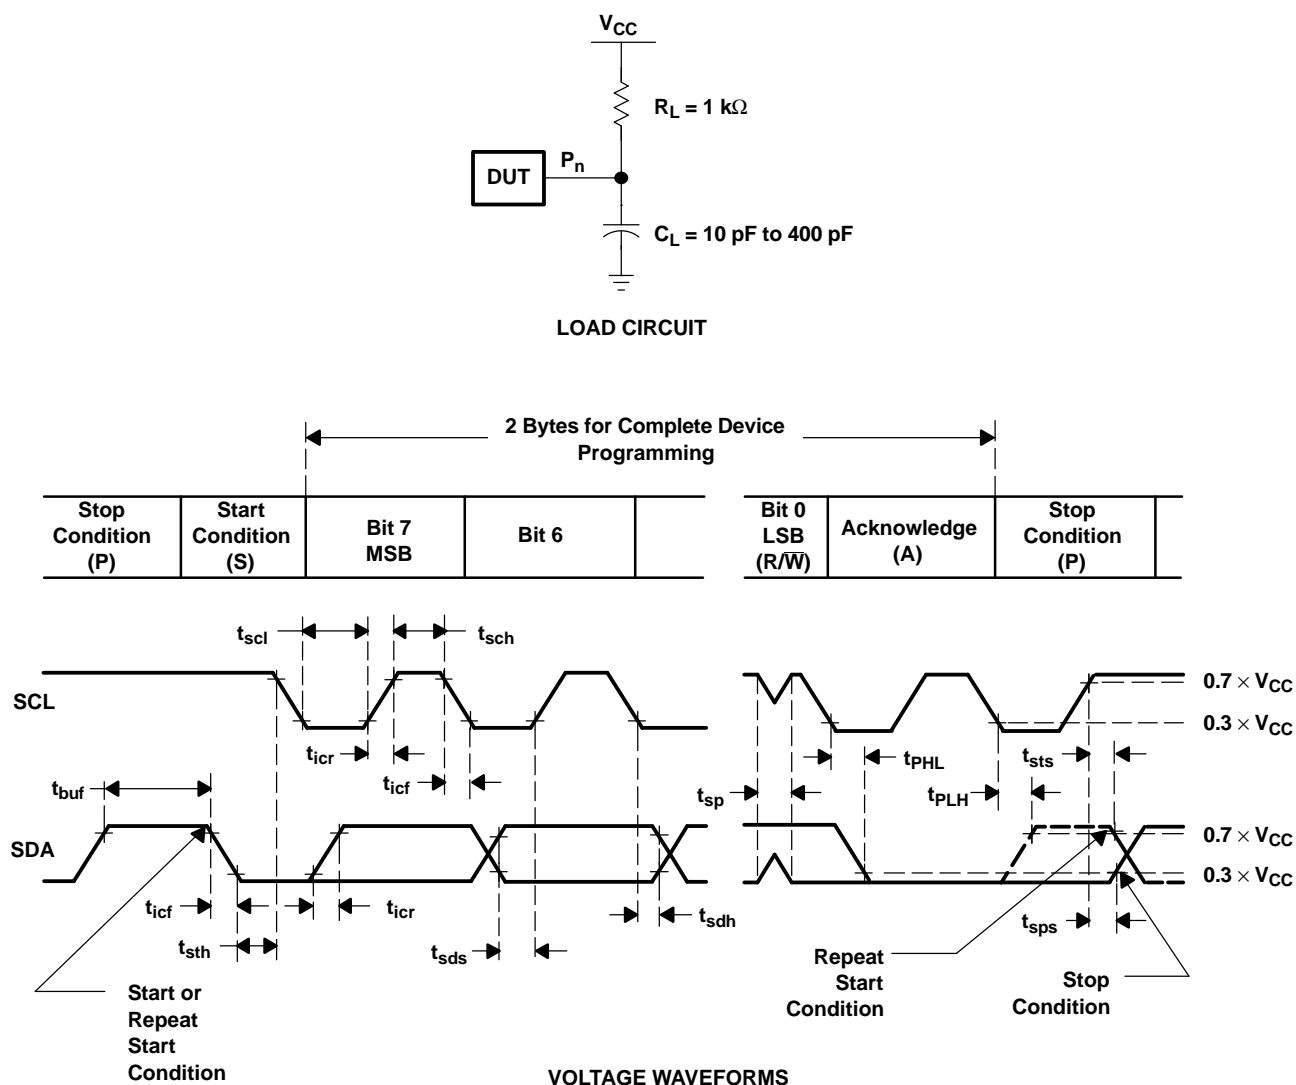 VCC
RL = 1 kΩ
DUT
Pn
CL = 10 pF to 400 pF
LOAD CIRCUIT
2 Bytes for Complete Device
Programming
Stop
Condition
(P)
Start
Condition
(S)
Bit 7
MSB
Bit 6
Bit 0
LSB
(R/W̅)
Acknowledge
(A)
Stop
Condition
(P)
tscl
tsch
SCL
0.7 × VCC
0.3 × VCC
ticr
ticf
tPHL
tsts
tbuf
tsp
tPLH
SDA
0.7 × VCC
0.3 × VCC
ticf
ticr
tsth
tsds
tsdh
tsps
Start or
Repeat
Start
Condition
Repeat
Start
Condition
Stop
Condition
VOLTAGE WAVEFORMS